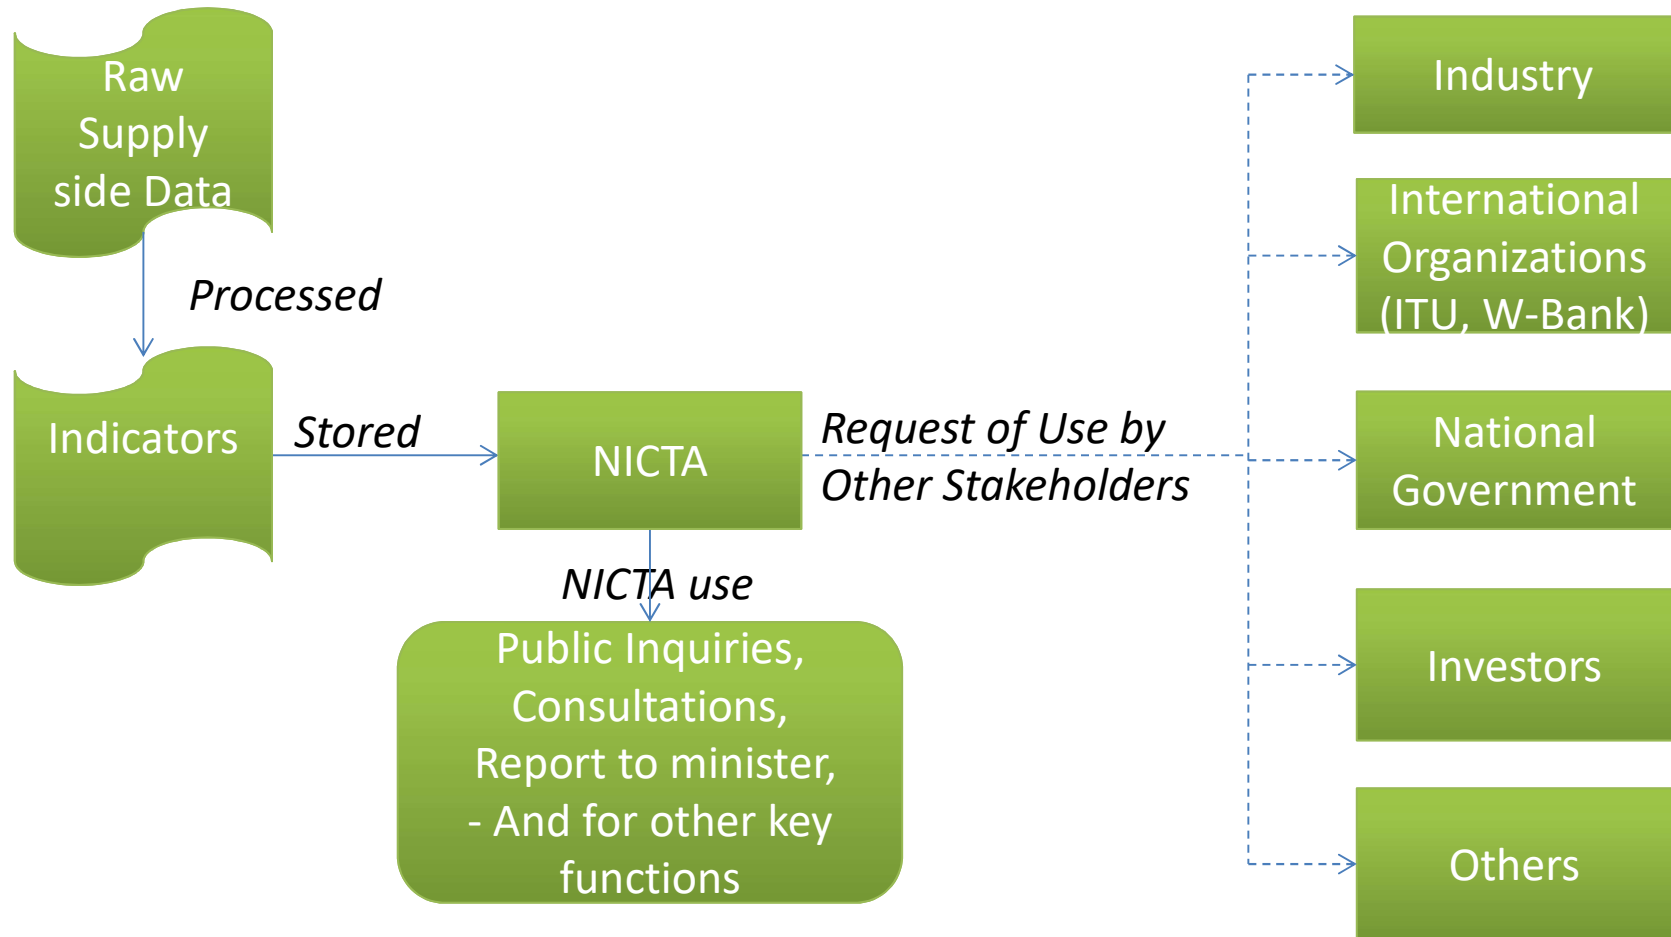 Raw
Supply
side Data
Processed
Indicators
Stored
NICTA
Request of Use by
Other Stakeholders
NICTA use
Public Inquiries,
Consultations,
Report to minister,
- And for other key
functions
Industry
International
Organizations
(ITU, W-Bank)
National
Government
Investors
Others